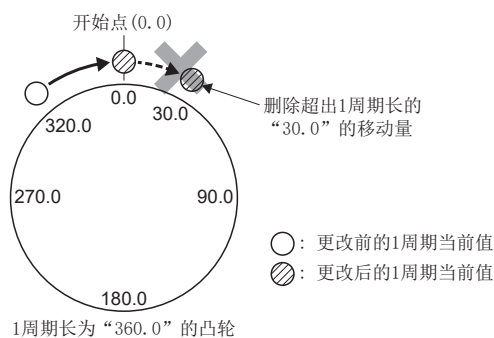 开始点(0.0)
0.0
30.0
320.0
删除超出1周期长的
“30.0”的移动量
270.0
90.0
：更改前的1周期当前值
：更改后的1周期当前值
180.0
1周期长为“360.0”的凸轮